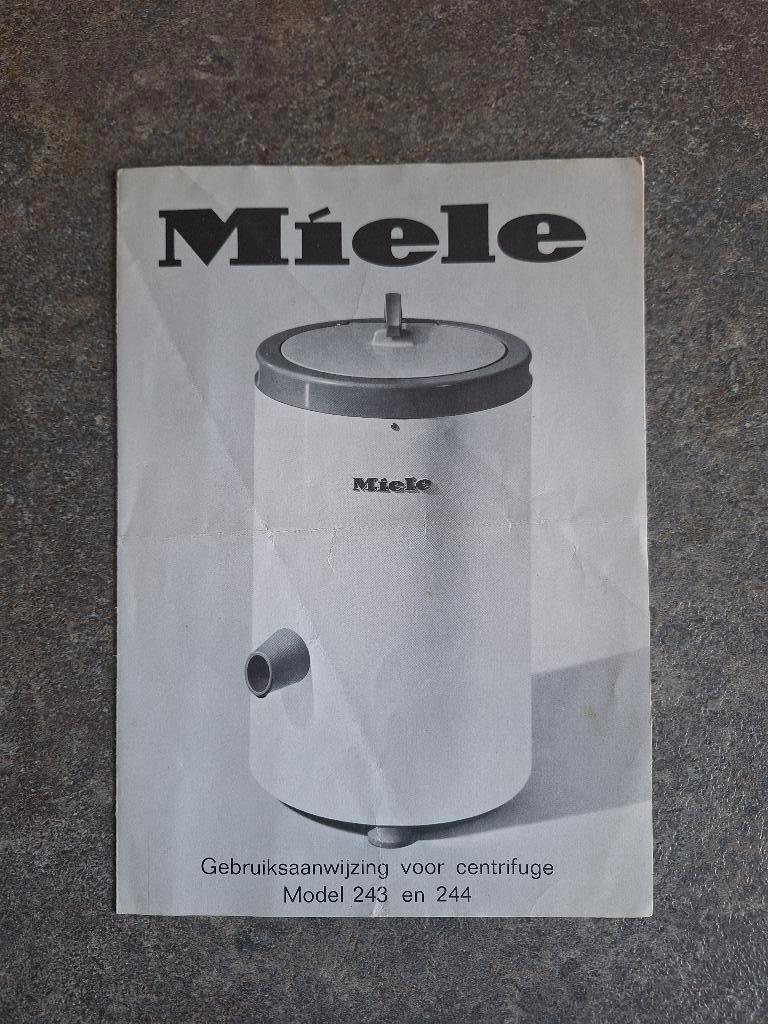 Miele
Miele
Gebruiksaanwijzing voor centrifuge
Model 243 en 244